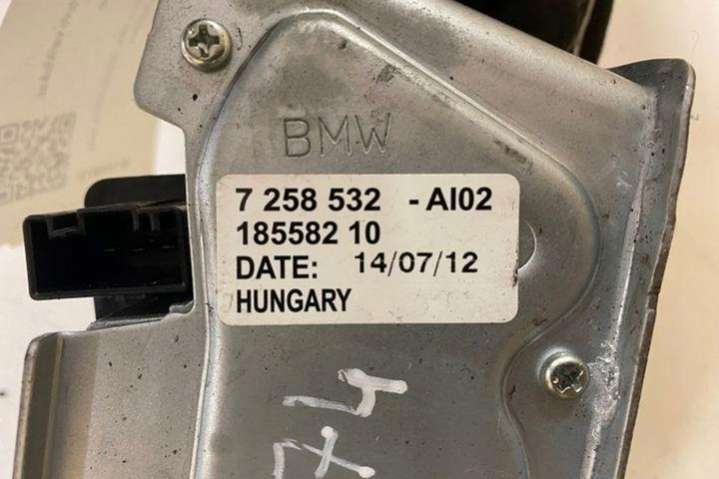 BMW
7 258 532 - AI02
185582 10
DATE: 14/07/12
HUNGARY